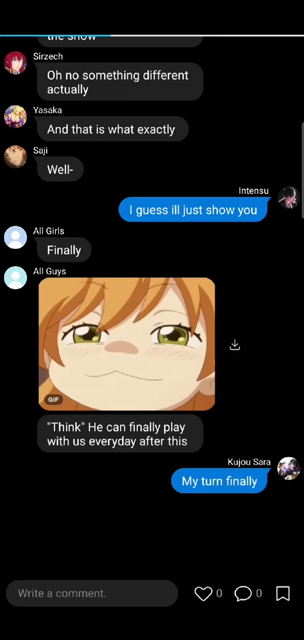 the show
Sirzech
Oh no something different
actually
Yasaka
And that is what exactly
Saji
Well-
Intensu
I guess ill just show you
All Girls
Finally
All Guys
GIF
"Think" He can finally play
with us everyday after this
Kujou Sara
My turn finally
Write a comment.
0
0